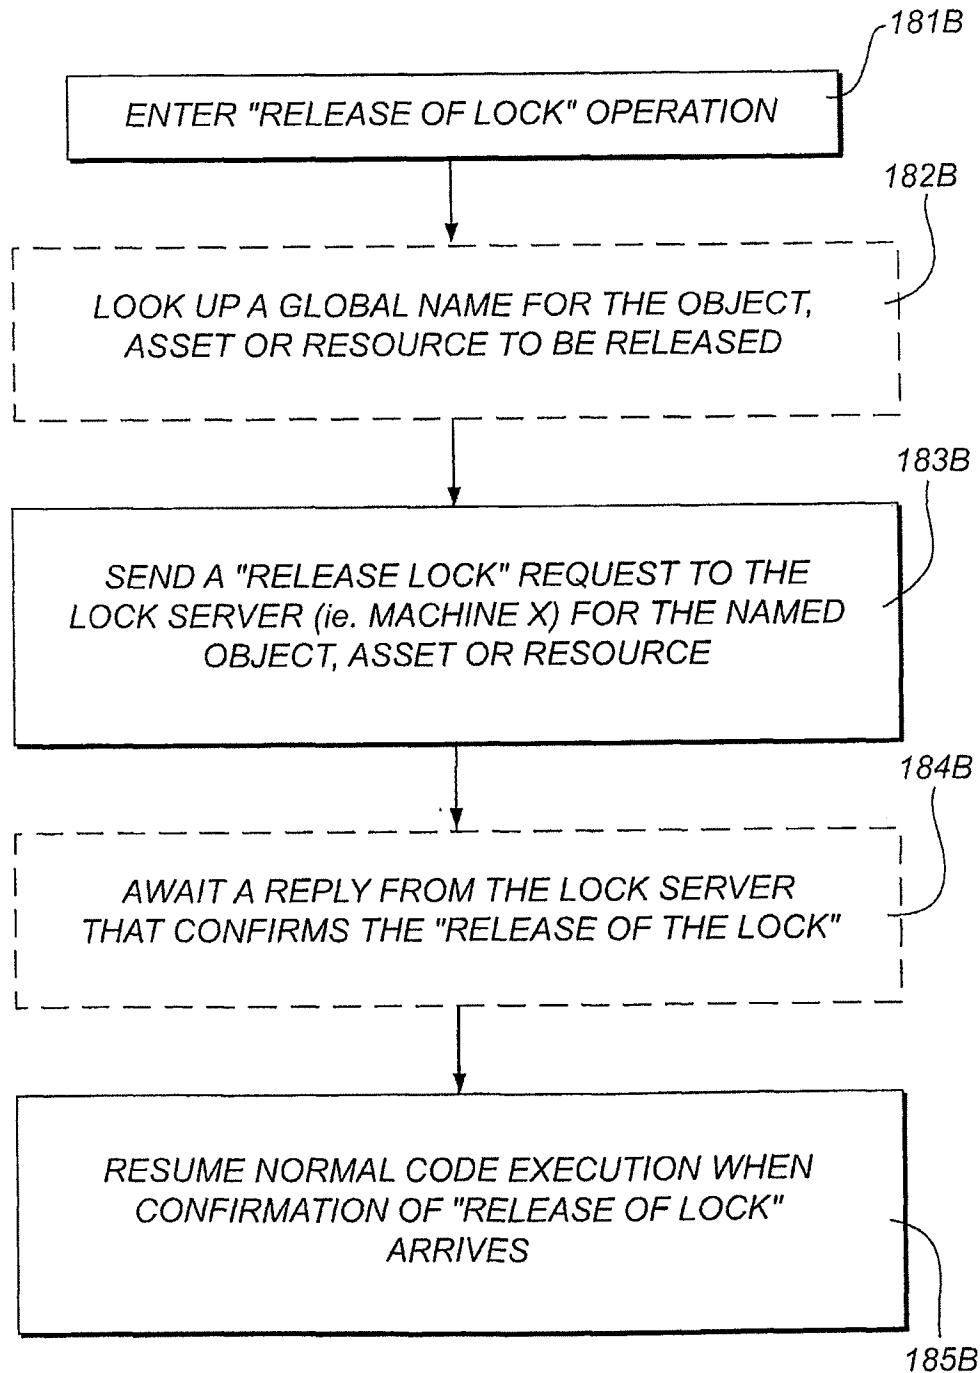 181B
ENTER "RELEASE OF LOCK" OPERATION
182B
LOOK UP A GLOBAL NAME FOR THE OBJECT,
ASSET OR RESOURCE TO BE RELEASED
183B
SEND A "RELEASE LOCK" REQUEST TO THE
LOCK SERVER (ie. MACHINE X) FOR THE NAMED
OBJECT, ASSET OR RESOURCE
184B
AWAIT A REPLY FROM THE LOCK SERVER
THAT CONFIRMS THE "RELEASE OF THE LOCK"
RESUME NORMAL CODE EXECUTION WHEN
CONFIRMATION OF "RELEASE OF LOCK"
ARRIVES
185B